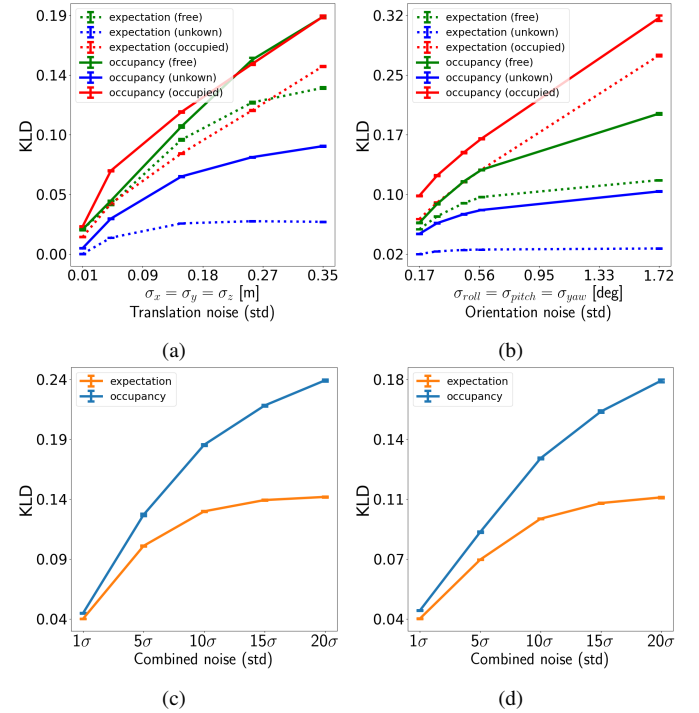 0.19
0.14
0.10
0.05
0.00
KLD
expectation (free)
expectation (unkown)
expectation (occupied)
occupancy (free)
occupancy (unkown)
occupancy (occupied)
0.01 0.09 0.18 0.27 0.35
σx = σy = σz [m]
Translation noise (std)
(a)
0.32
0.25
0.17
0.10
0.02
KLD
expectation (free)
expectation (unkown)
expectation (occupied)
occupancy (free)
occupancy (unkown)
occupancy (occupied)
0.17 0.56 0.95 1.33 1.72
σroll = σpitch = σyaw [deg]
Orientation noise (std)
(b)
0.24
0.19
0.14
0.09
0.04
KLD
expectation
occupancy
1σ 5σ 10σ 15σ 20σ
Combined noise (std)
(c)
0.18
0.14
0.11
0.07
0.04
KLD
expectation
occupancy
1σ 5σ 10σ 15σ 20σ
Combined noise (std)
(d)